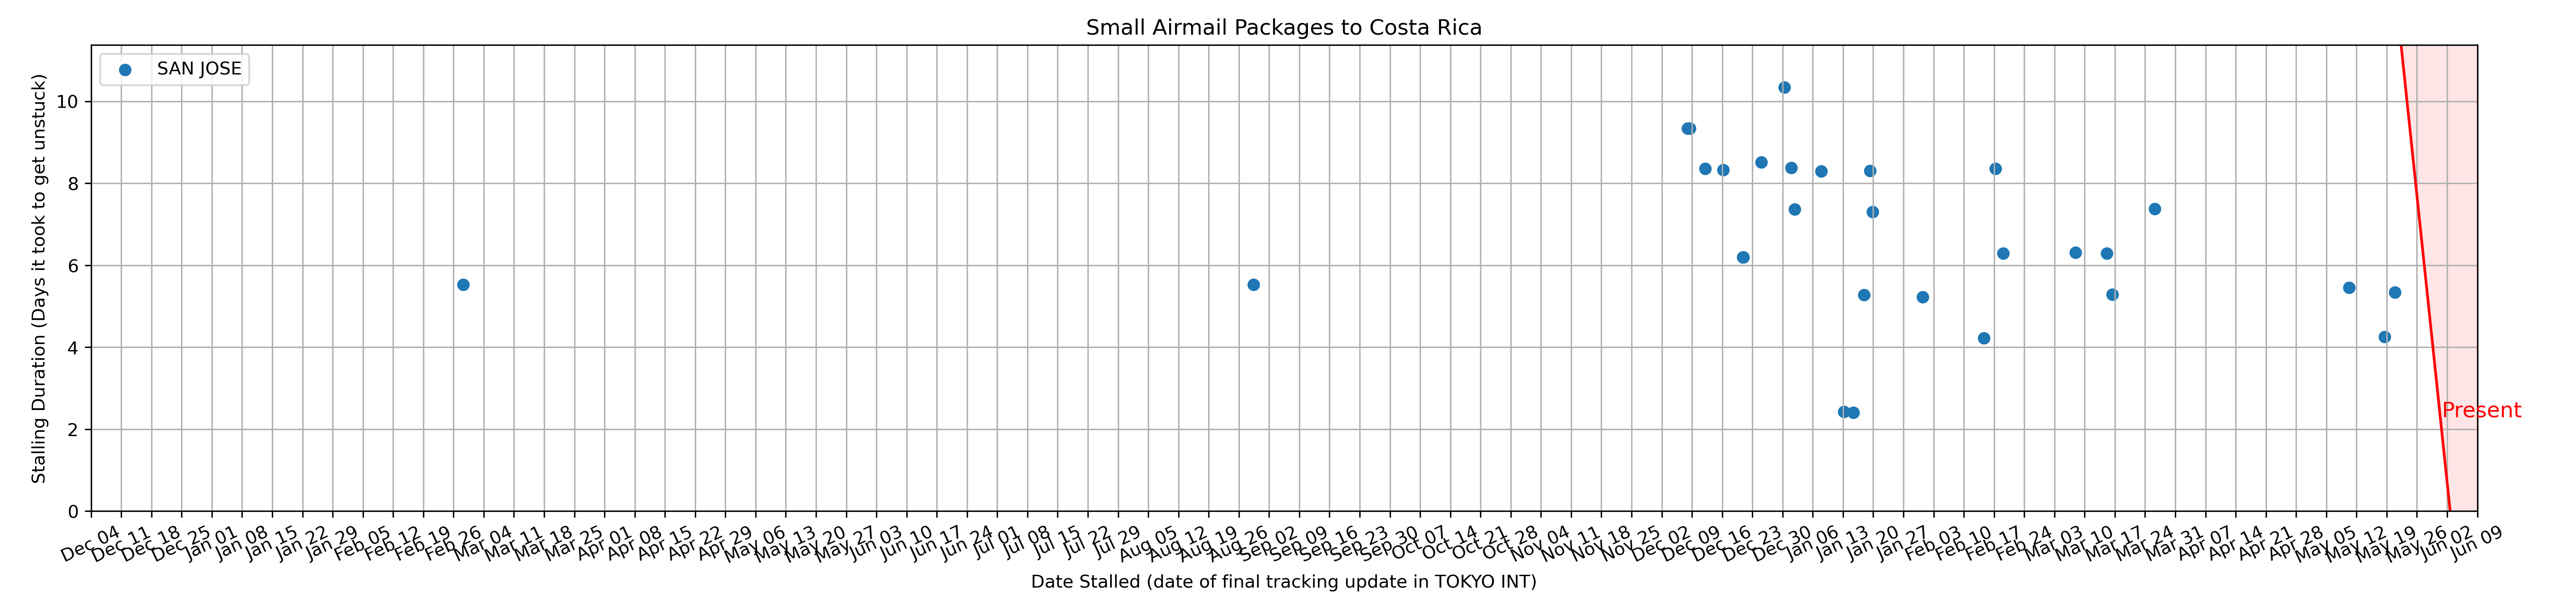 Small Airmail Packages to Costa Rica
SAN JOSE
Stalling Duration (Days it took to get unstuck)
10
8
6
4
2
0
Present
Dec 04
Dec 11
Dec 18
Dec 25
Jan 01
Jan 08
Jan 15
Jan 22
Jan 29
Feb 05
Feb 12
Feb 19
Feb 26
Mar 04
Mar 11
Mar 18
Mar 25
Apr 01
Apr 08
Apr 15
Apr 22
Apr 29
May 06
May 13
May 20
May 27
Jun 03
Jun 10
Jun 17
Jun 24
Jul 01
Jul 08
Jul 15
Jul 22
Jul 29
Aug 05
Aug 12
Aug 19
Aug 26
Sep 02
Sep 09
Sep 16
Sep 23
Sep 30
Oct 07
Oct 14
Oct 21
Oct 28
Nov 04
Nov 11
Nov 18
Nov 25
Dec 02
Dec 09
Dec 16
Dec 23
Dec 30
Jan 06
Jan 13
Jan 20
Jan 27
Feb 03
Feb 10
Feb 17
Feb 24
Mar 03
Mar 10
Mar 17
Mar 24
Mar 31
Apr 07
Apr 14
Apr 21
Apr 28
May 05
May 12
May 19
May 26
Jun 02
Jun 09
Date Stalled (date of final tracking update in TOKYO INT)